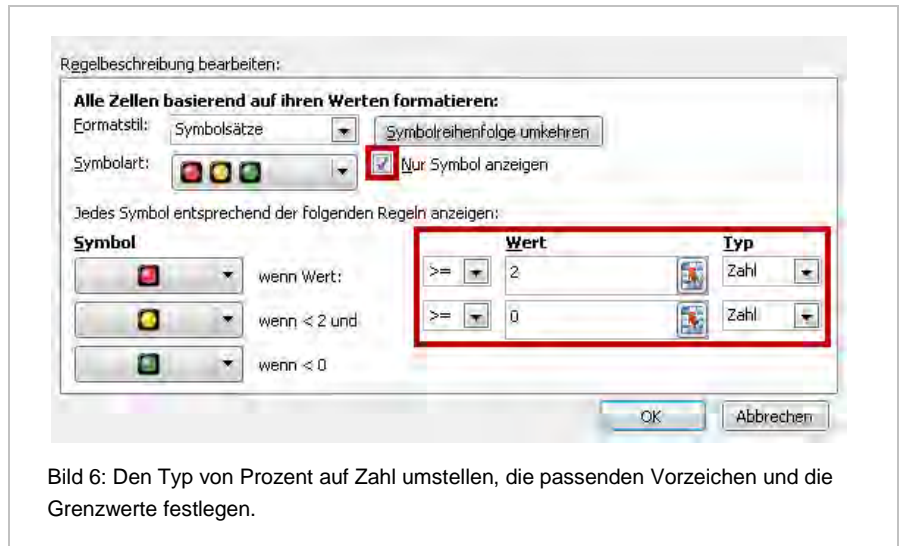 Regelbeschreibung bearbeiten:
Alle Zellen basierend auf ihren Werten formatieren:
Formatstil: Symbolsätze Symbolreihenfolge umkehren
Symbolart: Nur Symbol anzeigen
Jedes Symbol entsprechend der folgenden Regeln anzeigen:
Symbol Wert Typ
wenn Wert: >= 2 Zahl
wenn < 2 und >= 0 Zahl
wenn < 0
OK Abbrechen
Bild 6: Den Typ von Prozent auf Zahl umstellen, die passenden Vorzeichen und die
Grenzwerte festlegen.